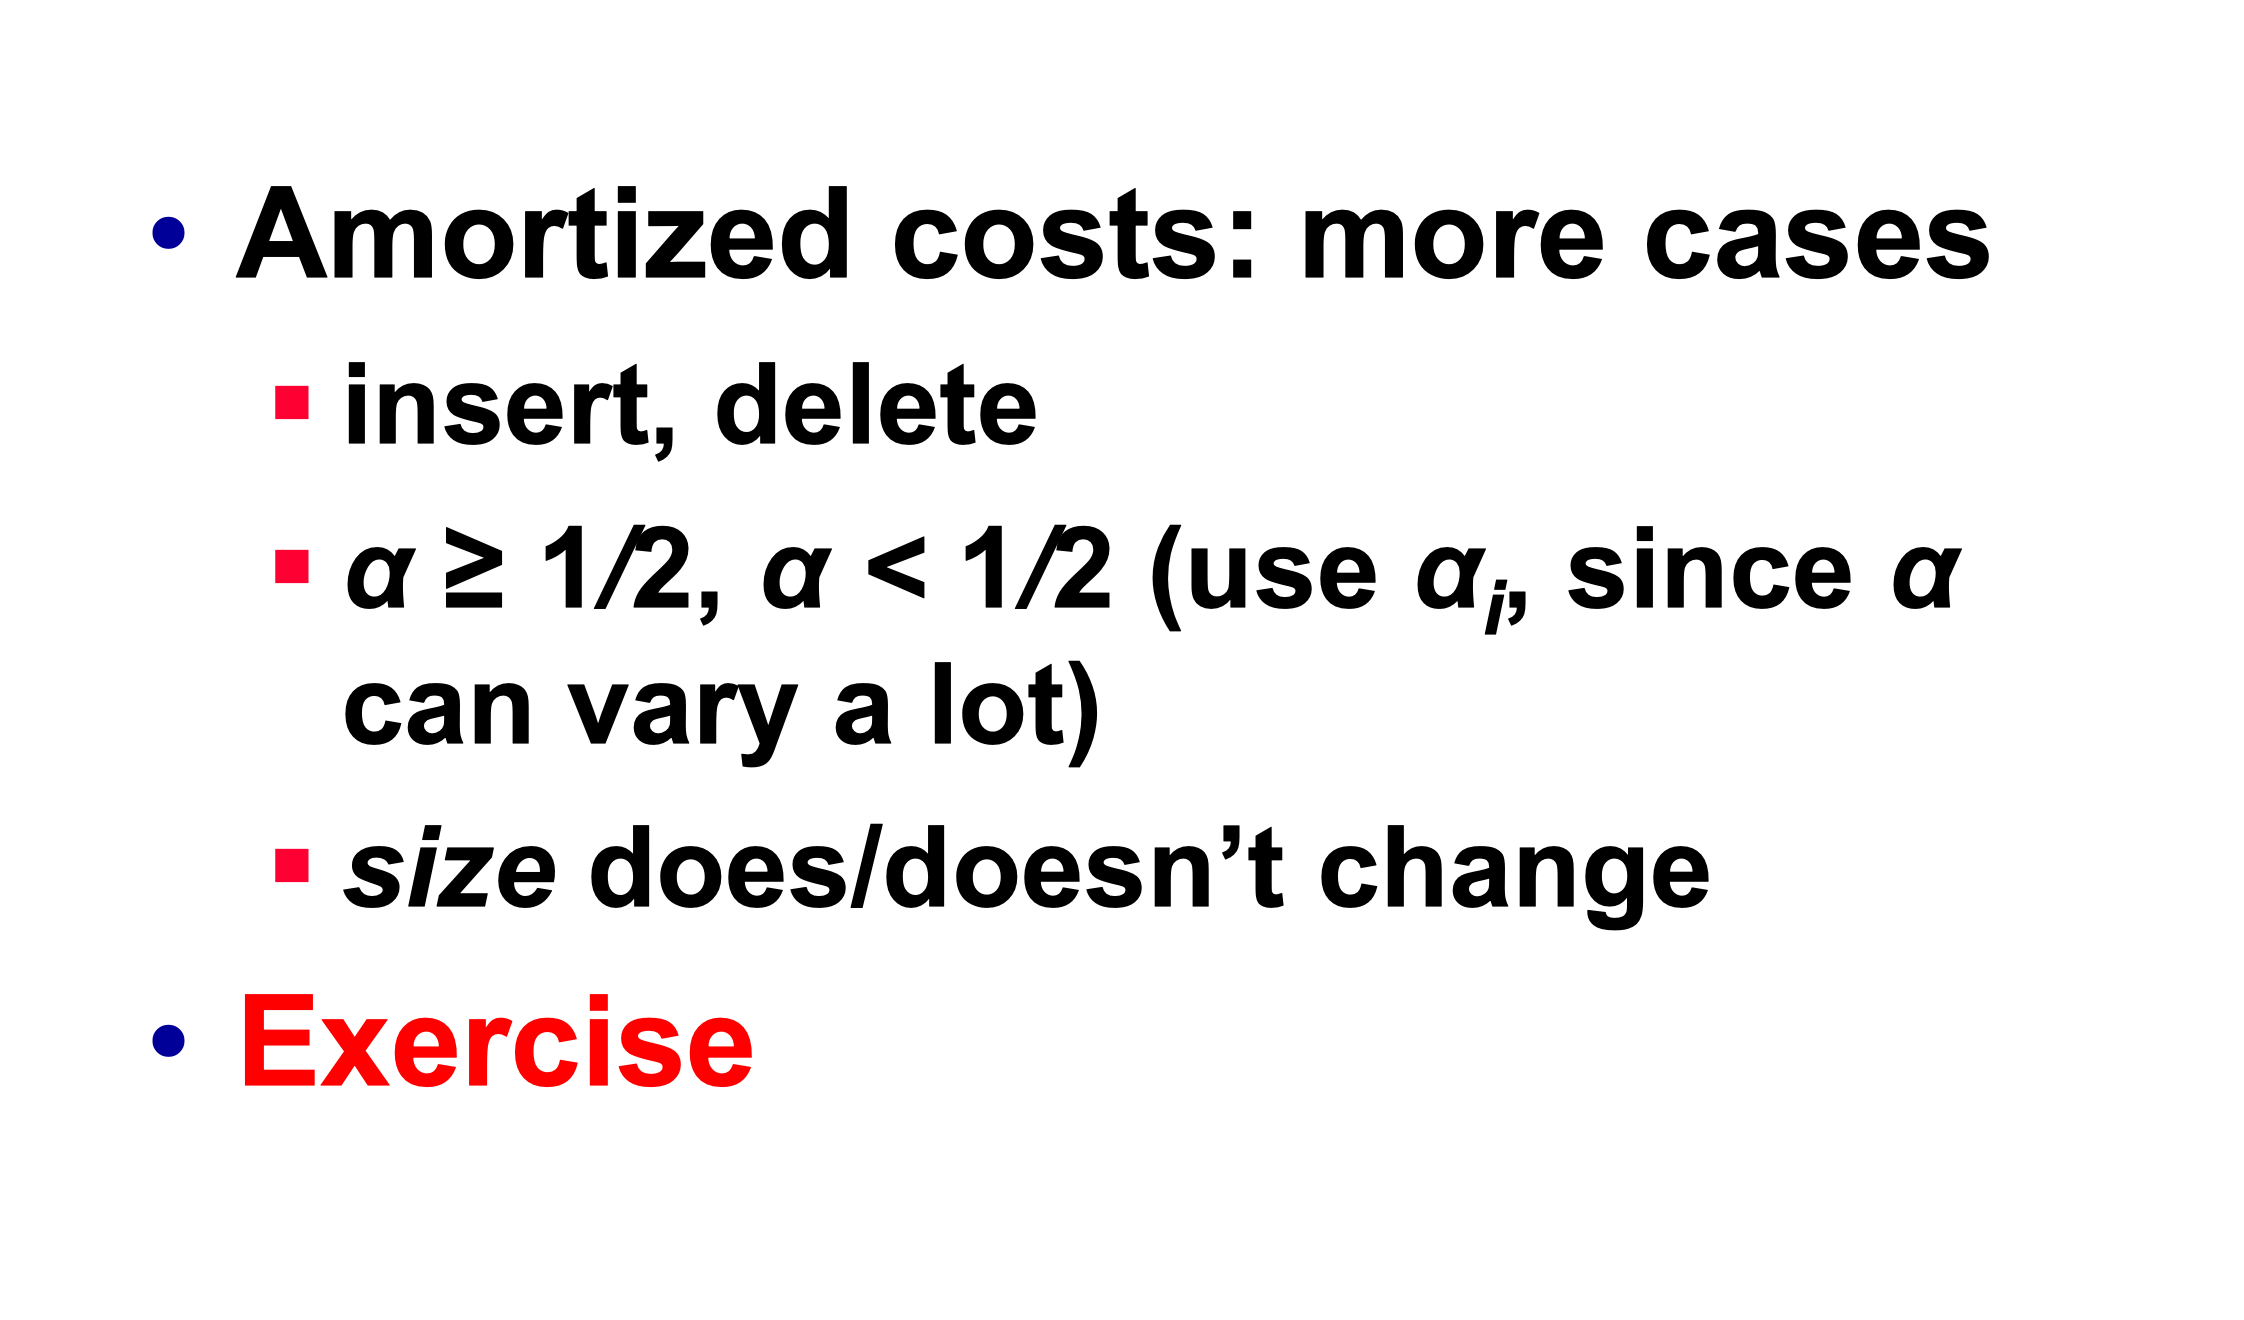 • Amortized costs: more cases
▪ insert, delete
▪ α ≥ 1/2, α < 1/2 (use αᵢ, since α
can vary a lot)
▪ size does/doesn’t change
• Exercise